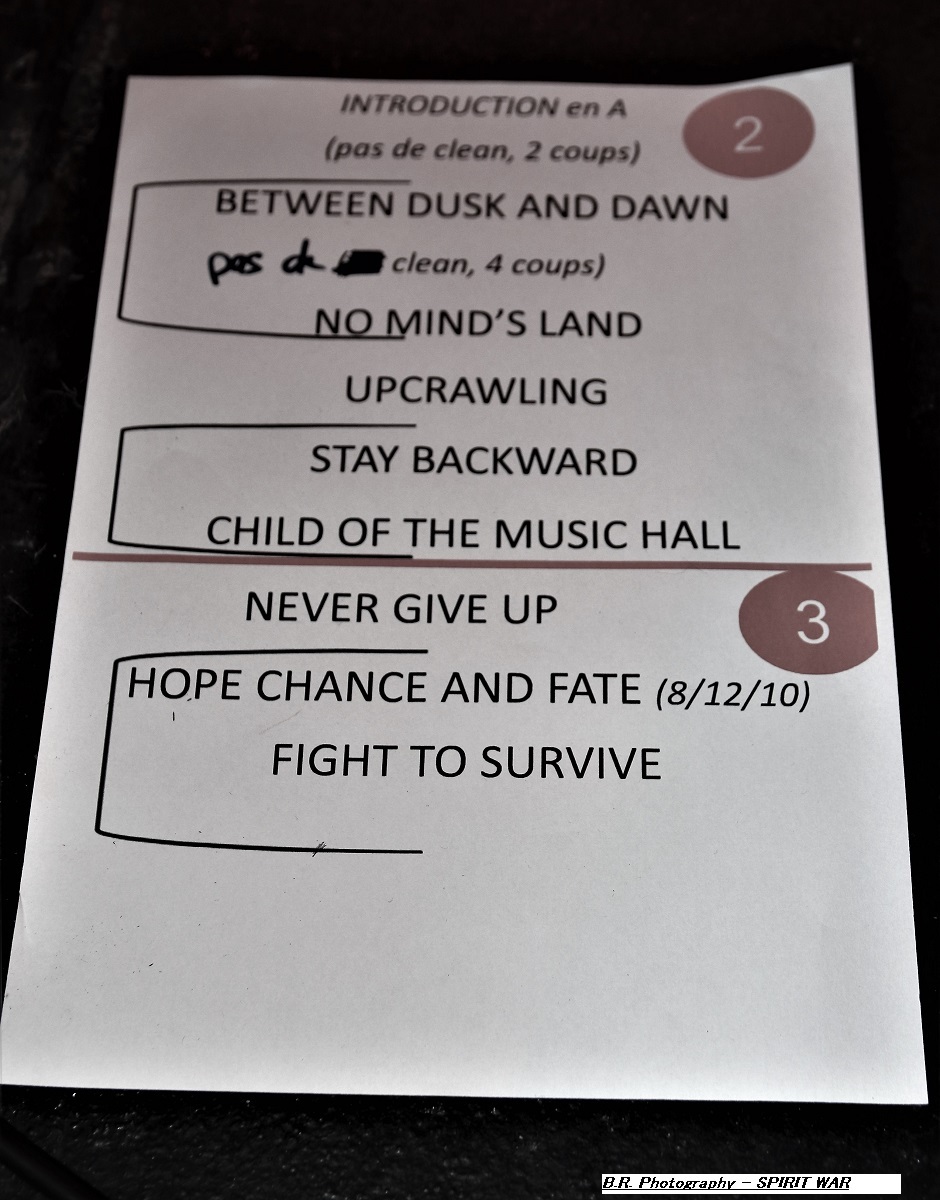 INTRODUCTION en A
2
(pas de clean, 2 coups)
BETWEEN DUSK AND DAWN
pas de clean, 4 coups)
NO MIND'S LAND
UPCRAWLING
STAY BACKWARD
CHILD OF THE MUSIC HALL
NEVER GIVE UP
3
HOPE CHANCE AND FATE (8/12/10)
FIGHT TO SURVIVE
B.R. Photography - SPIRIT WAR